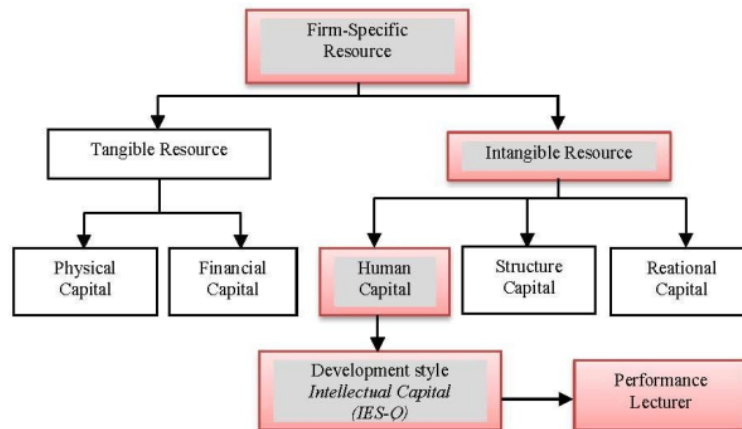 Firm-Specific
Resource
Tangible Resource
Intangible Resource
Physical
Capital
Financial
Capital
Human
Capital
Structure
Capital
Reational
Capital
Development style
Intellectual Capital
(IES-Q)
Performance
Lecturer